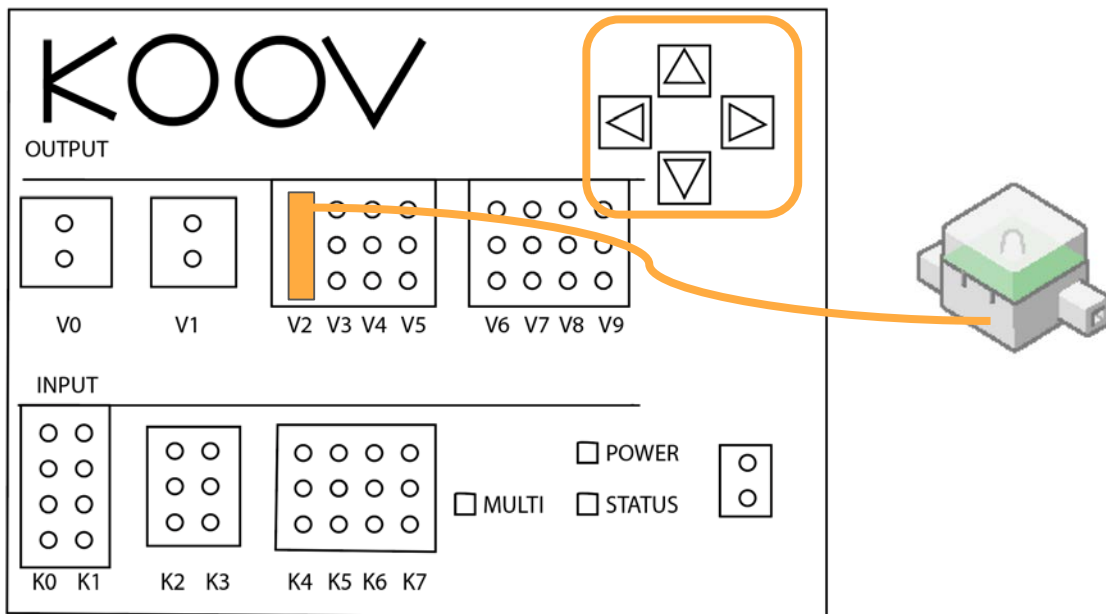 KOOV
OUTPUT
V0 V1 V2 V3 V4 V5 V6 V7 V8 V9
INPUT
POWER
MULTI STATUS
K0 K1 K2 K3 K4 K5 K6 K7